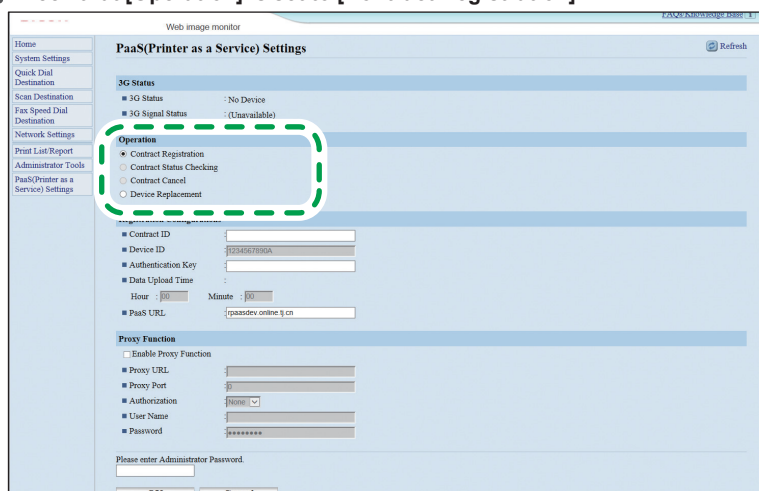 Web image monitor
FAQs/Knowledge Base
Home
System Settings
Quick Dial
Destination
Scan Destination
Fax Speed Dial
Destination
Network Settings
Print List/Report
Administrator Tools
PaaS(Printer as a
Service) Settings
PaaS(Printer as a Service) Settings
Refresh
3G Status
3G Status : No Device
3G Signal Status : (Unavailable)
Operation
Contract Registration
Contract Status Checking
Contract Cancel
Device Replacement
Registration Configurations
Contract ID :
Device ID : 1234567890A
Authentication Key :
Data Upload Time :
Hour : 00 Minute : 00
PaaS URL : rpaasdev.online.tj.cn
Proxy Function
Enable Proxy Function
Proxy URL :
Proxy Port : 0
Authorization : None
User Name :
Password : ●●●●●●●●
Please enter Administrator Password.